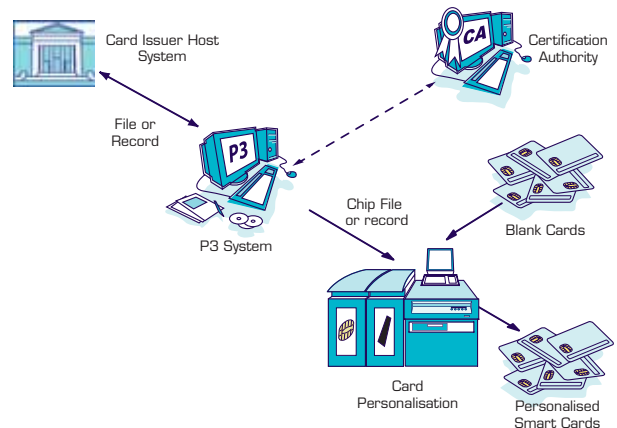 Card Issuer Host
System
CA
Certification
Authority
File or
Record
P3
P3 System
Chip File
or record
Blank Cards
Card
Personalisation
Personalised
Smart Cards